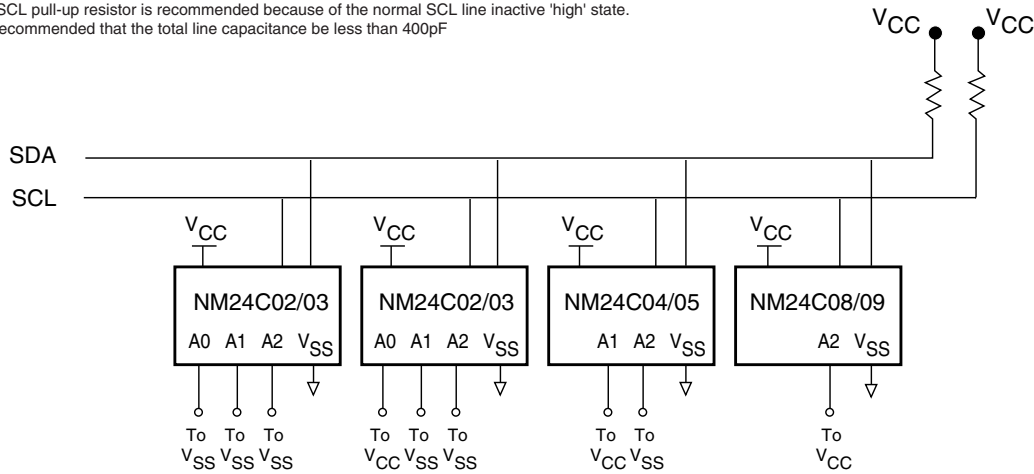 SCL pull-up resistor is recommended because of the normal SCL line inactive 'high' state.
ecommended that the total line capacitance be less than 400pF
VCC VCC
SDA
SCL
VCC VCC VCC VCC
NM24C02/03 NM24C02/03 NM24C04/05 NM24C08/09
A0 A1 A2 VSS A0 A1 A2 VSS A1 A2 VSS A2 VSS
To To To To To To To To To
VSS VSS VSS VCC VSS VSS VCC VSS VCC